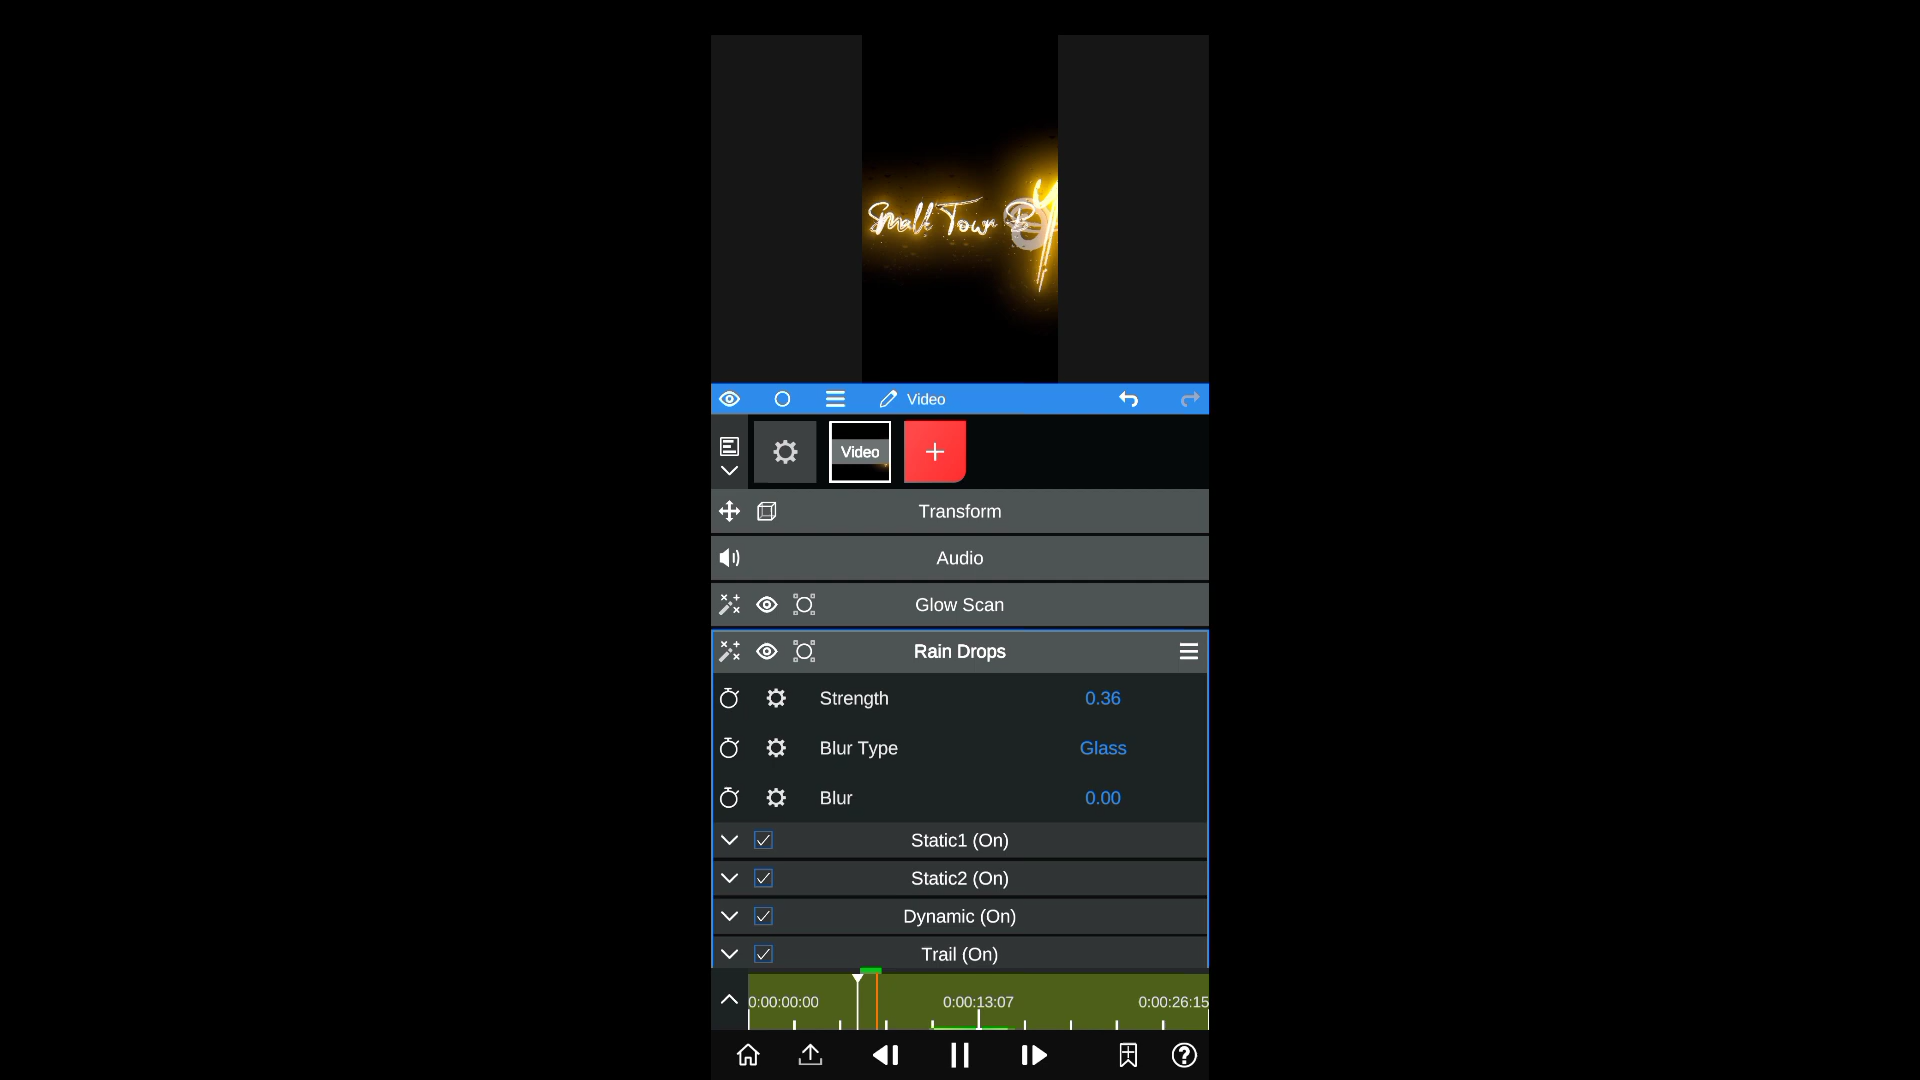 Small Town B
Video
Video
Transform
Audio
Glow Scan
Rain Drops
Strength 0.36
Blur Type Glass
Blur 0.00
Static1 (On)
Static2 (On)
Dynamic (On)
Trail (On)
0:00:00:00 0:00:13:07 0:00:26:15